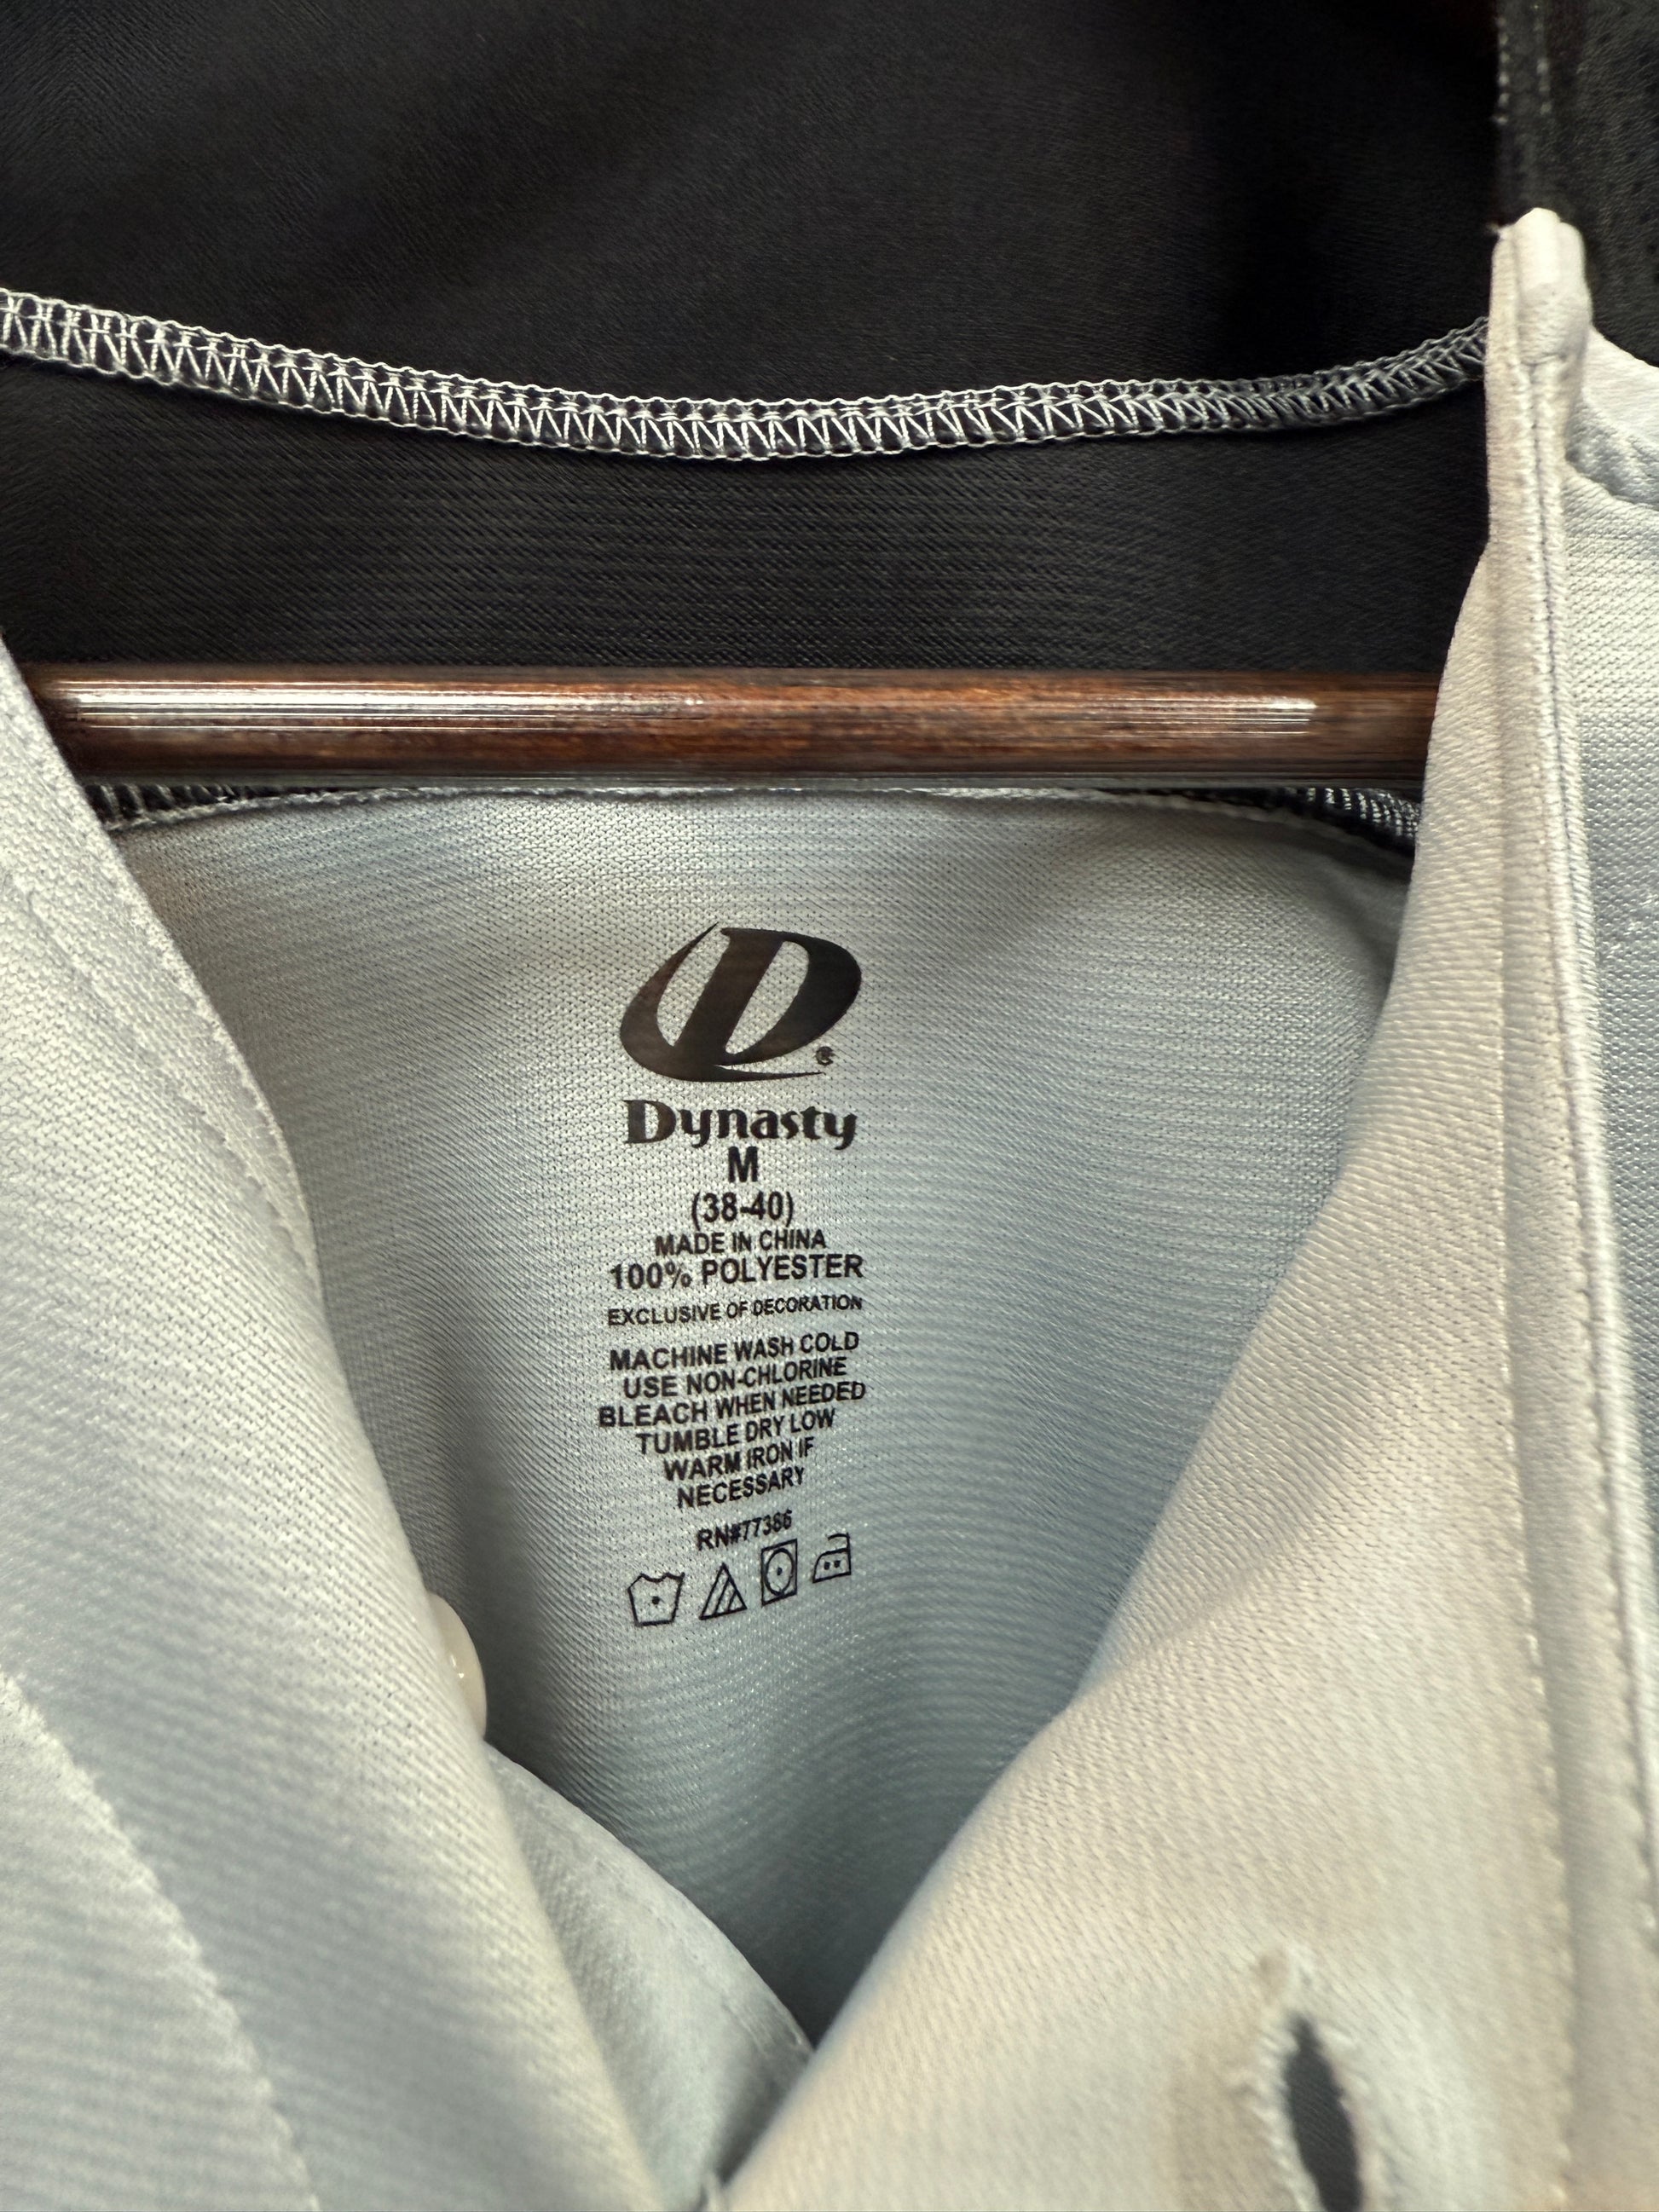 D®
Dynasty
M
(38-40)
MADE IN CHINA
100% POLYESTER
EXCLUSIVE OF DECORATION
MACHINE WASH COLD
USE NON-CHLORINE
BLEACH WHEN NEEDED
TUMBLE DRY LOW
WARM IRON IF
NECESSARY
RN#77386